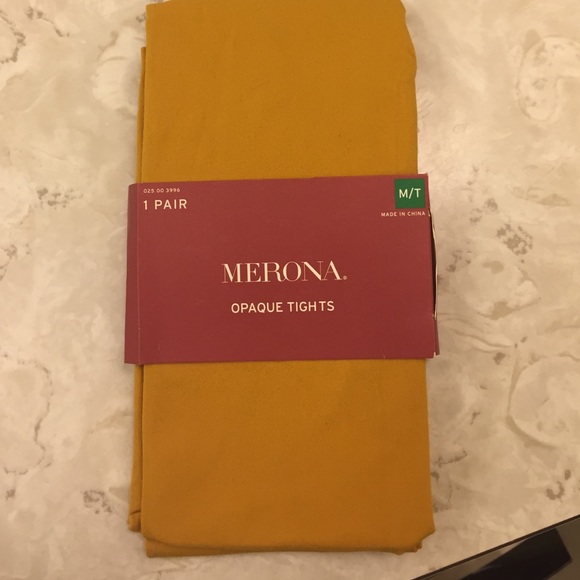 025 00 3996
1 PAIR
M/T
MADE IN CHINA
MERONA®
OPAQUE TIGHTS